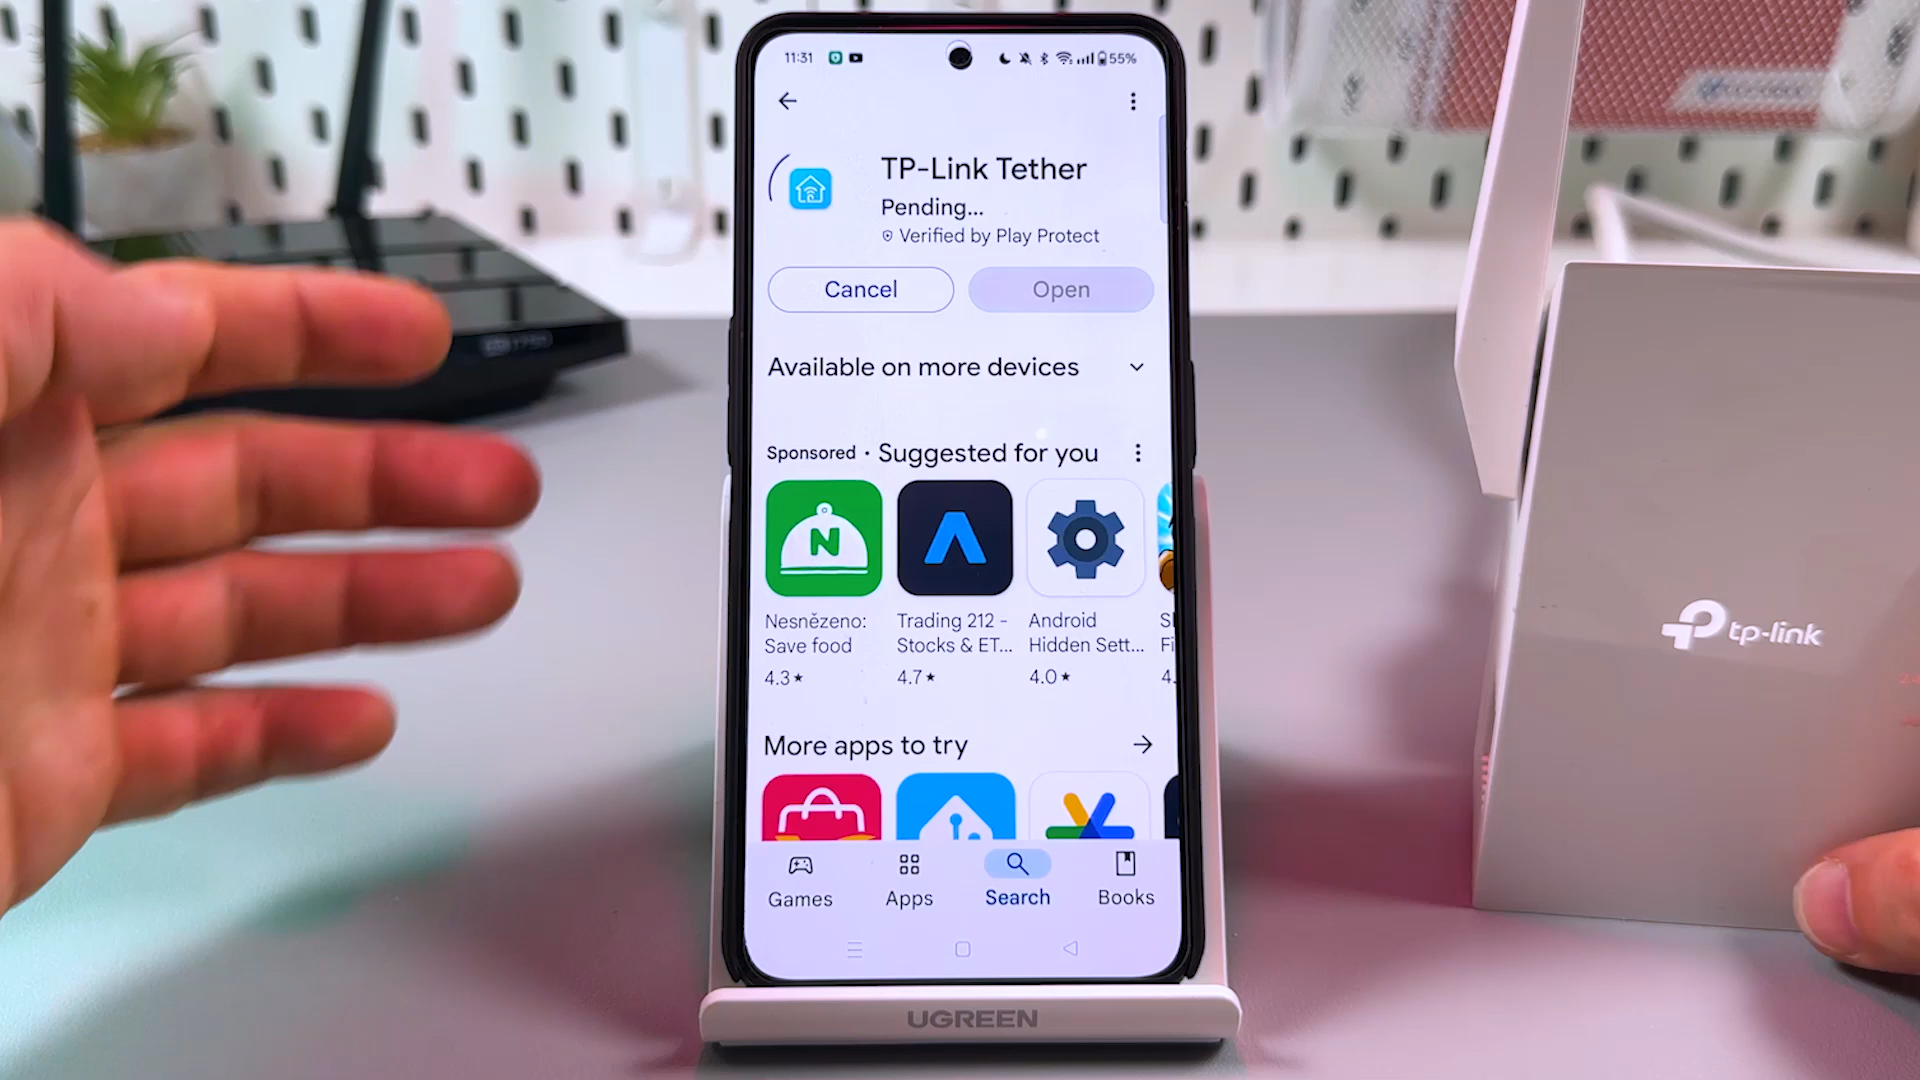 11:31
55%
TP-Link Tether
Pending...
Verified by Play Protect
Cancel
Open
Available on more devices
Sponsored · Suggested for you
N
Nesnězeno:
Save food
4.3★
Trading 212 -
Stocks & ET...
4.7★
Android
Hidden Sett...
4.0★
More apps to try
Games
Apps
Search
Books
UGREEN
tp-link